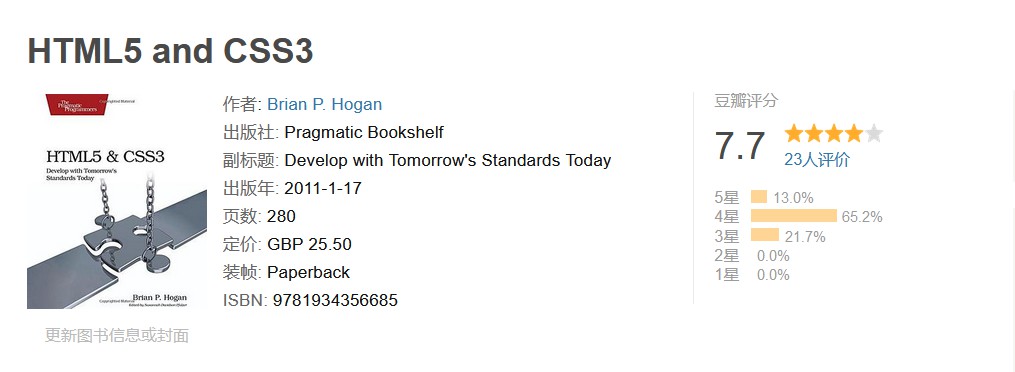 HTML5 and CSS3
The
Pragmatic
Programmers
HTML5 & CSS3
Develop with Tomorrow's
Standards Today
Brian P. Hogan
作者: Brian P. Hogan
出版社: Pragmatic Bookshelf
副标题: Develop with Tomorrow's Standards Today
出版年: 2011-1-17
页数: 280
定价: GBP 25.50
装帧: Paperback
ISBN: 9781934356685
更新图书信息或封面
豆瓣评分
7.7
23人评价
5星 13.0%
4星 65.2%
3星 21.7%
2星 0.0%
1星 0.0%